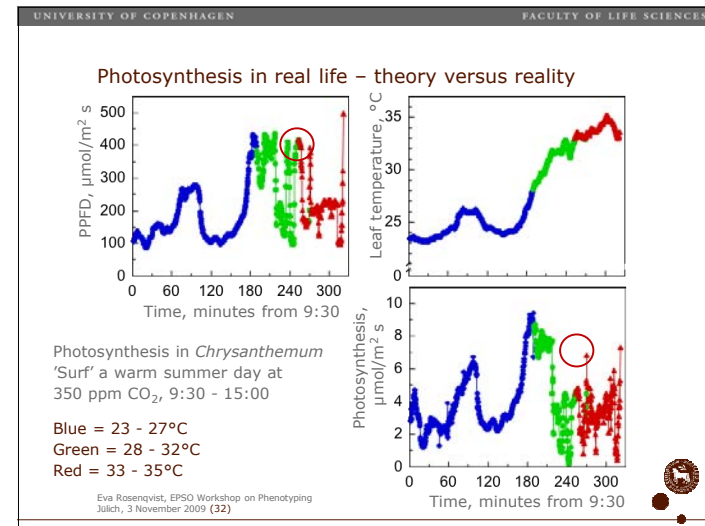 UNIVERSITY OF COPENHAGEN
FACULTY OF LIFE SCIENCES
Photosynthesis in real life – theory versus reality
PPFD, µmol/m² s
500
400
300
200
100
0
0 60 120 180 240 300
Time, minutes from 9:30
Leaf temperature, °C
35
30
25
0
Photosynthesis,
µmol/m² s
10
8
6
4
2
0
0 60 120 180 240 300
Time, minutes from 9:30
Photosynthesis in Chrysanthemum
'Surf' a warm summer day at
350 ppm CO₂, 9:30 - 15:00
Blue = 23 - 27°C
Green = 28 - 32°C
Red = 33 - 35°C
Eva Rosenqvist, EPSO Workshop on Phenotyping
Jülich, 3 November 2009 (32)